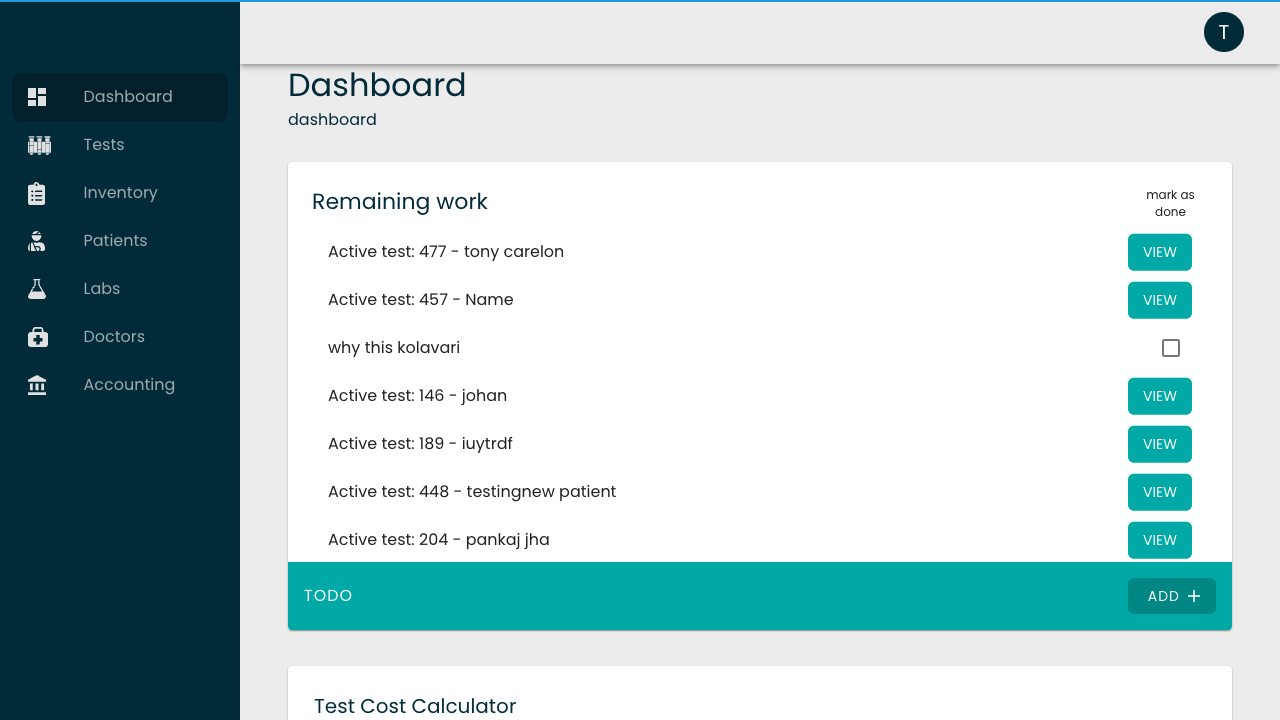 T
Dashboard
Tests
Inventory
Patients
Labs
Doctors
Accounting
Dashboard
dashboard
Remaining work
mark as
done
Active test: 477 - tony carelon
VIEW
Active test: 457 - Name
VIEW
why this kolavari
Active test: 146 - johan
VIEW
Active test: 189 - iuytrdf
VIEW
Active test: 448 - testingnew patient
VIEW
Active test: 204 - pankaj jha
VIEW
TODO
ADD +
Test Cost Calculator